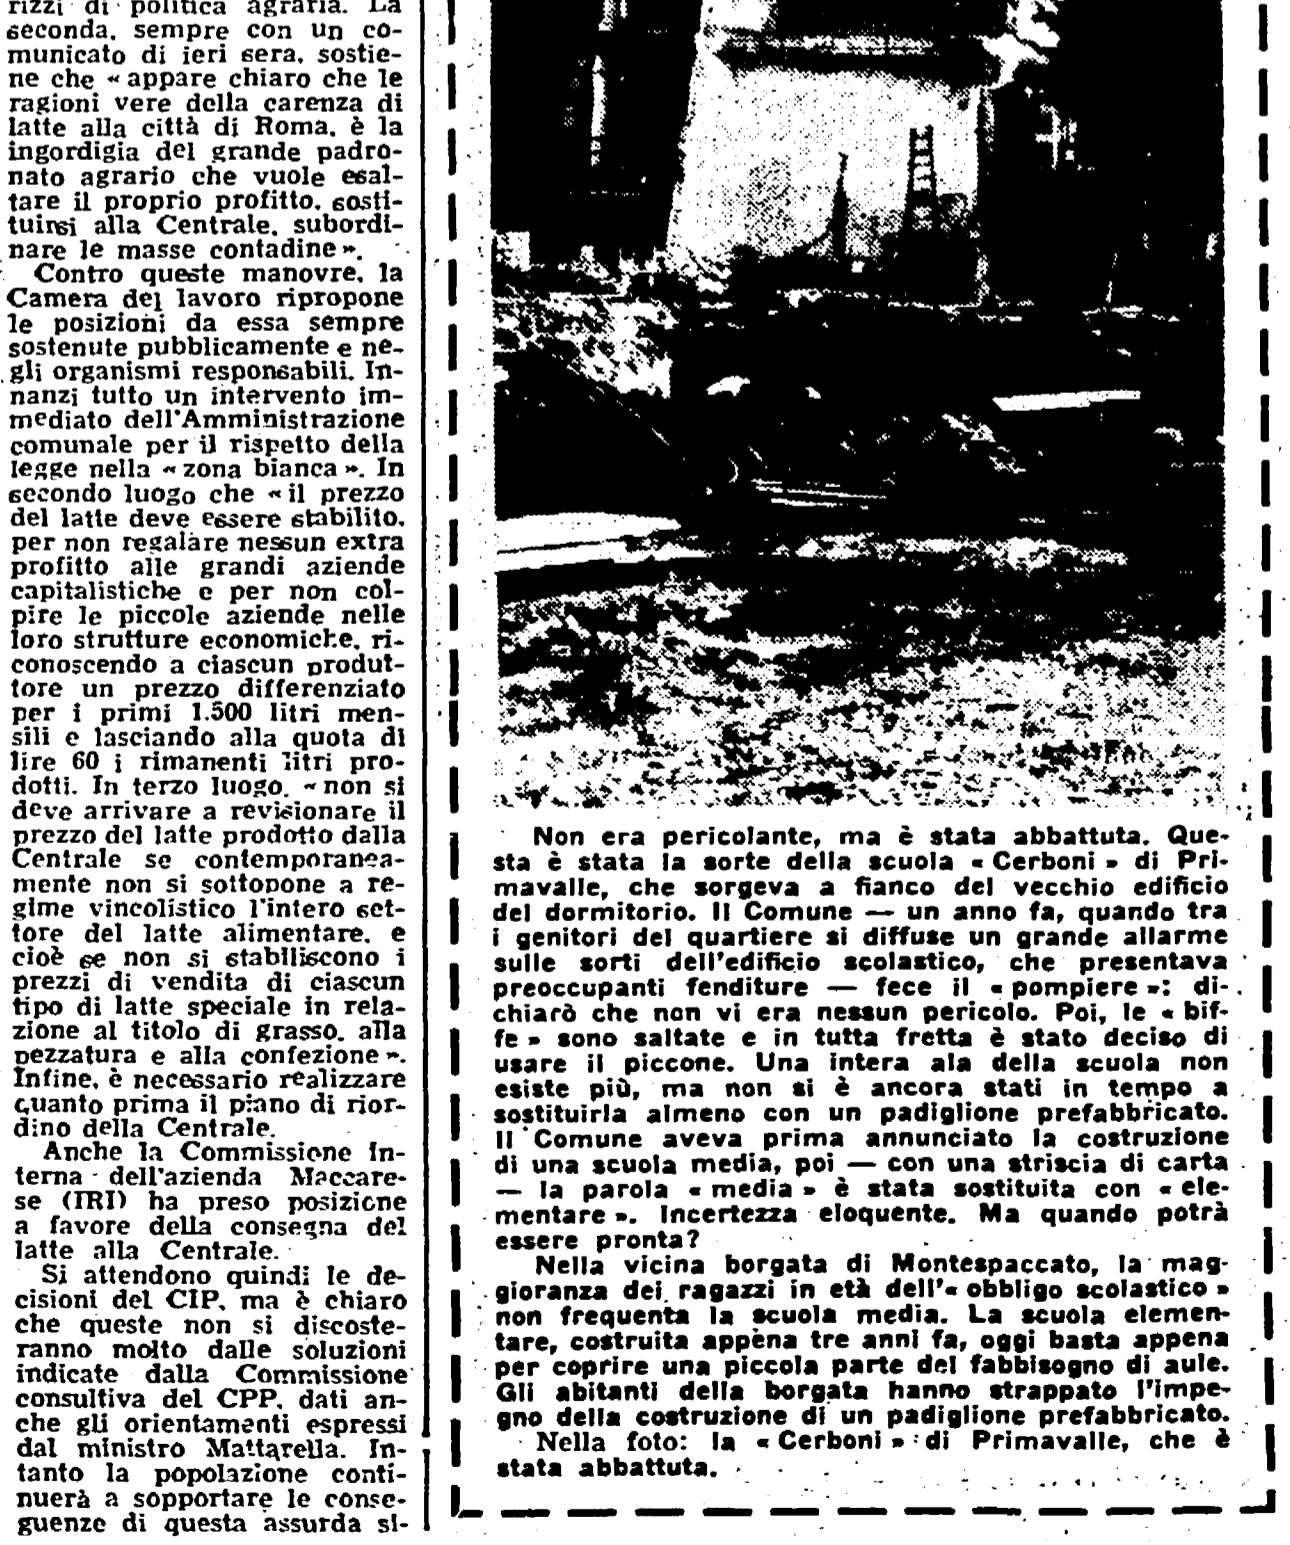 rizzi di politica agraria. La
seconda, sempre con un co-
municato di ieri sera, sostie-
ne che « appare chiaro che le
ragioni vere della carenza di
latte alla città di Roma, è la
ingordigia del grande padro-
nato agrario che vuole esal-
tare il proprio profitto, sosti-
tuirsi alla Centrale, subordi-
nare le masse contadine ».
Contro queste manovre, la
Camera del lavoro ripropone
le posizioni da essa sempre
sostenute pubblicamente e ne-
gli organismi responsabili. In-
nanzi tutto un intervento im-
mediato dell'Amministrazione
comunale per il rispetto della
legge nella « zona bianca ». In
secondo luogo che « il prezzo
del latte deve essere stabilito,
per non regalare nessun extra
profitto alle grandi aziende
capitalistiche e per non col-
pire le piccole aziende nelle
loro strutture economiche, ri-
conoscendo a ciascun produt-
tore un prezzo differenziato
per i primi 1.500 litri men-
sili e lasciando alla quota di
lire 60 i rimanenti litri pro-
dotti. In terzo luogo, « non si
deve arrivare a revisionare il
prezzo del latte prodotto dalla
Centrale se contemporanea-
mente non si sottopone a re-
gime vincolistico l'intero set-
tore del latte alimentare, e
cioè se non si stabiliscono i
prezzi di vendita di ciascun
tipo di latte speciale in rela-
zione al titolo di grasso, alla
pezzatura e alla confezione ».
Infine, è necessario realizzare
quanto prima il piano di rior-
dino della Centrale.
Anche la Commissione In-
terna dell'azienda Maccare-
se (IRI) ha preso posizione
a favore della consegna del
latte alla Centrale.
Si attendono quindi le de-
cisioni del CIP, ma è chiaro
che queste non si discoste-
ranno molto dalle soluzioni
indicate dalla Commissione
consultiva del CPP, dati an-
che gli orientamenti espressi
dal ministro Mattarella. In-
tanto la popolazione conti-
nuerà a sopportare le conse-
guenze di questa assurda si-
Non era pericolante, ma è stata abbattuta. Que-
sta è stata la sorte della scuola « Cerboni » di Pri-
mavalle, che sorgeva a fianco del vecchio edificio
del dormitorio. Il Comune — un anno fa, quando tra
i genitori del quartiere si diffuse un grande allarme
sulle sorti dell'edificio scolastico, che presentava
preoccupanti fenditure — fece il « pompiere »: di-
chiarò che non vi era nessun pericolo. Poi, le « bif-
fe » sono saltate e in tutta fretta è stato deciso di
usare il piccone. Una intera ala della scuola non
esiste più, ma non si è ancora stati in tempo a
sostituirla almeno con un padiglione prefabbricato.
Il Comune aveva prima annunciato la costruzione
di una scuola media, poi — con una striscia di carta
— la parola « media » è stata sostituita con « ele-
mentare ». Incertezza eloquente. Ma quando potrà
essere pronta?
Nella vicina borgata di Montespaccato, la mag-
gioranza dei ragazzi in età dell'« obbligo scolastico »
non frequenta la scuola media. La scuola elemen-
tare, costruita appena tre anni fa, oggi basta appena
per coprire una piccola parte del fabbisogno di aule.
Gli abitanti della borgata hanno strappato l'impe-
gno della costruzione di un padiglione prefabbricato.
Nella foto: la « Cerboni » di Primavalle, che è
stata abbattuta.